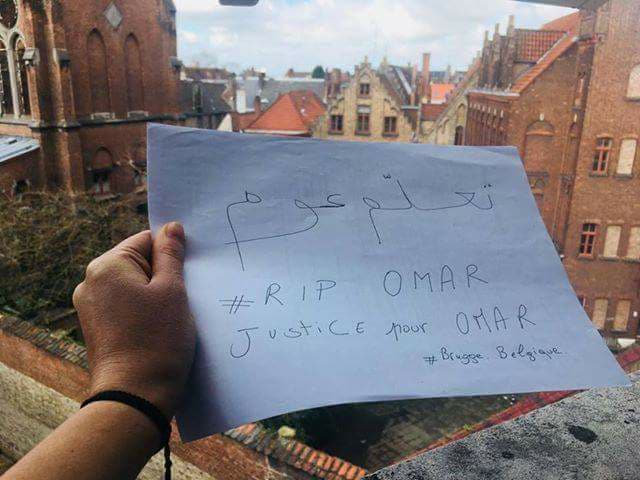 تعلّم عوم
#RIP OMAR
JUSTICE pour OMAR
#Brugge. Belgique.